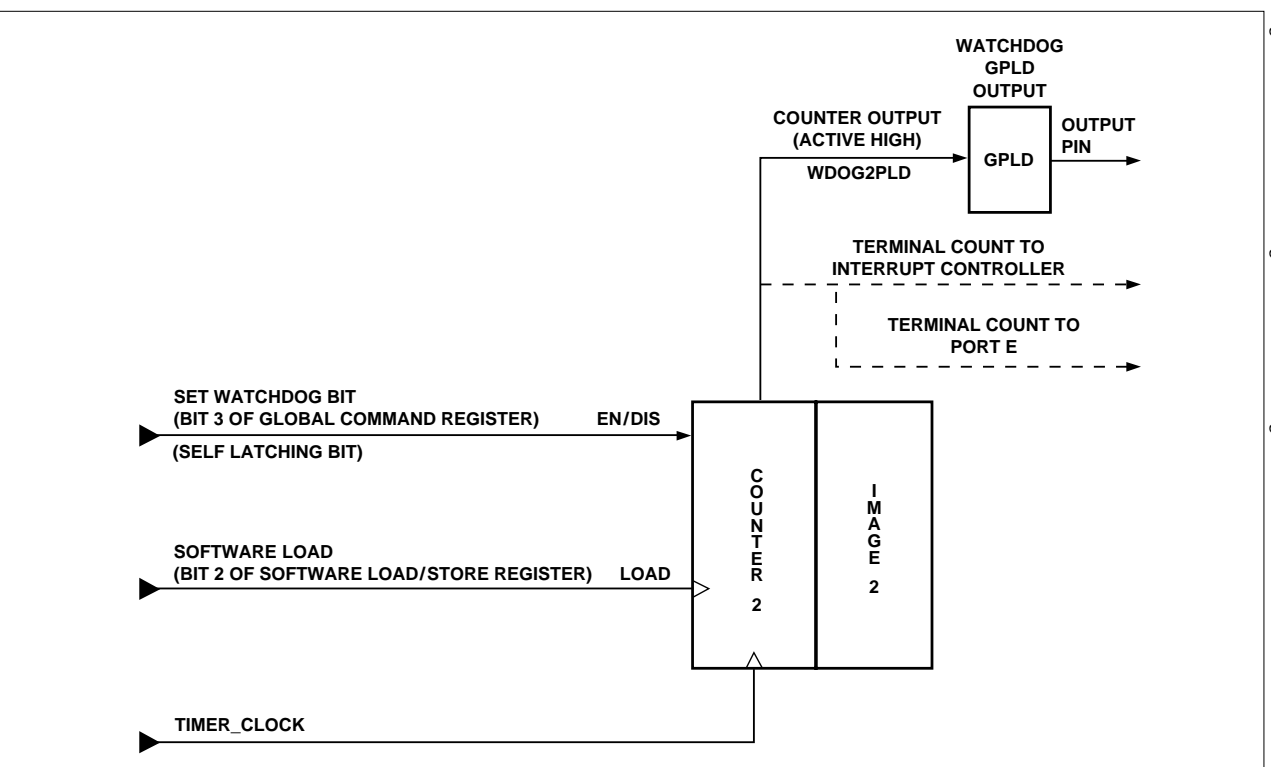 WATCHDOG
GPLD
OUTPUT
COUNTER OUTPUT
(ACTIVE HIGH)
WDOG2PLD
GPLD
OUTPUT
PIN
TERMINAL COUNT TO
INTERRUPT CONTROLLER
TERMINAL COUNT TO
PORT E
SET WATCHDOG BIT
(BIT 3 OF GLOBAL COMMAND REGISTER) EN/DIS
(SELF LATCHING BIT)
SOFTWARE LOAD
(BIT 2 OF SOFTWARE LOAD/STORE REGISTER) LOAD
COUNTER 2
IMAGE 2
TIMER_CLOCK